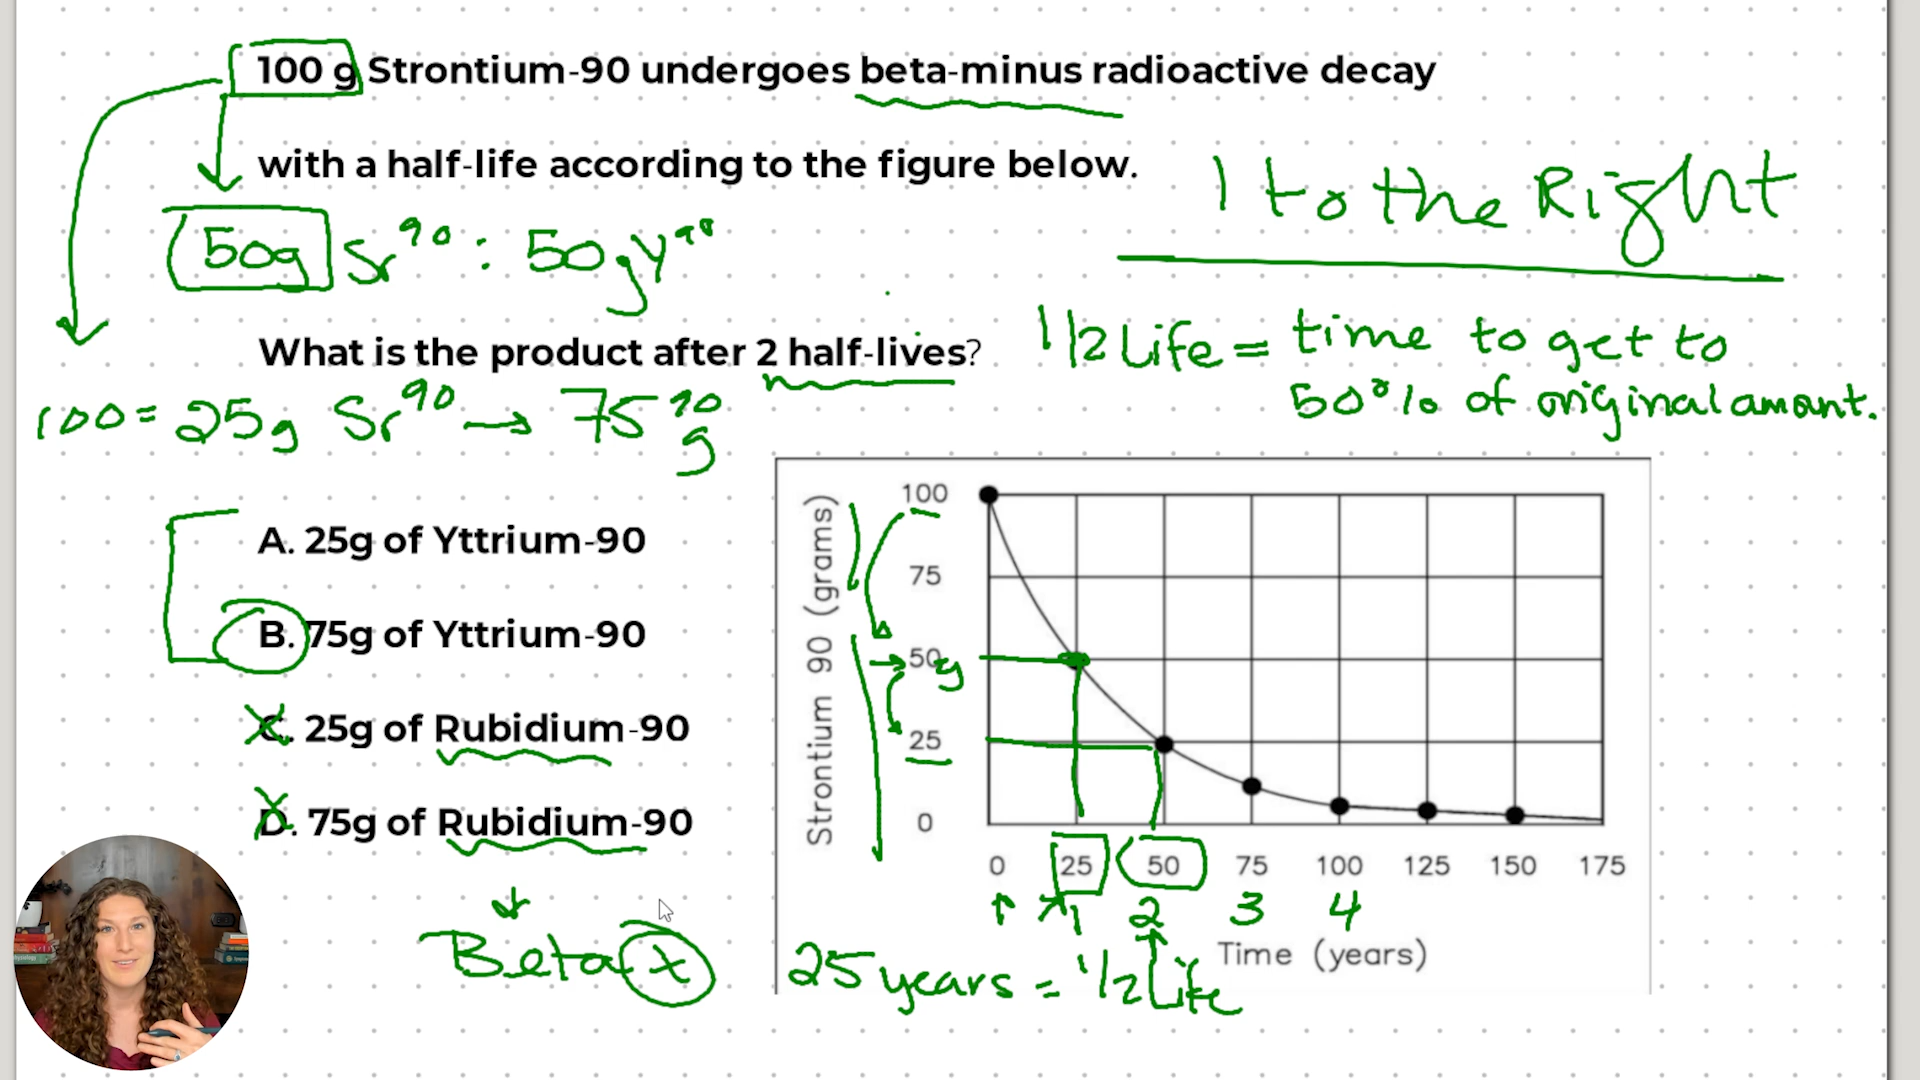 100 g Strontium-90 undergoes beta-minus radioactive decay
with a half-life according to the figure below.
1 to the Right
50g Sr⁹⁰ : 50g Y⁹⁰
What is the product after 2 half-lives?
1/2 Life = time to get to
50% of original amount.
100 = 25g Sr⁹⁰ → 75 g ⁹⁰
A. 25g of Yttrium-90
B. 75g of Yttrium-90
C. 25g of Rubidium-90
D. 75g of Rubidium-90
Beta +
Strontium 90 (grams)
100
75
50 g
25
0
0 25 50 75 100 125 150 175
1 2 3 4
Time (years)
25 years = 1/2 Life